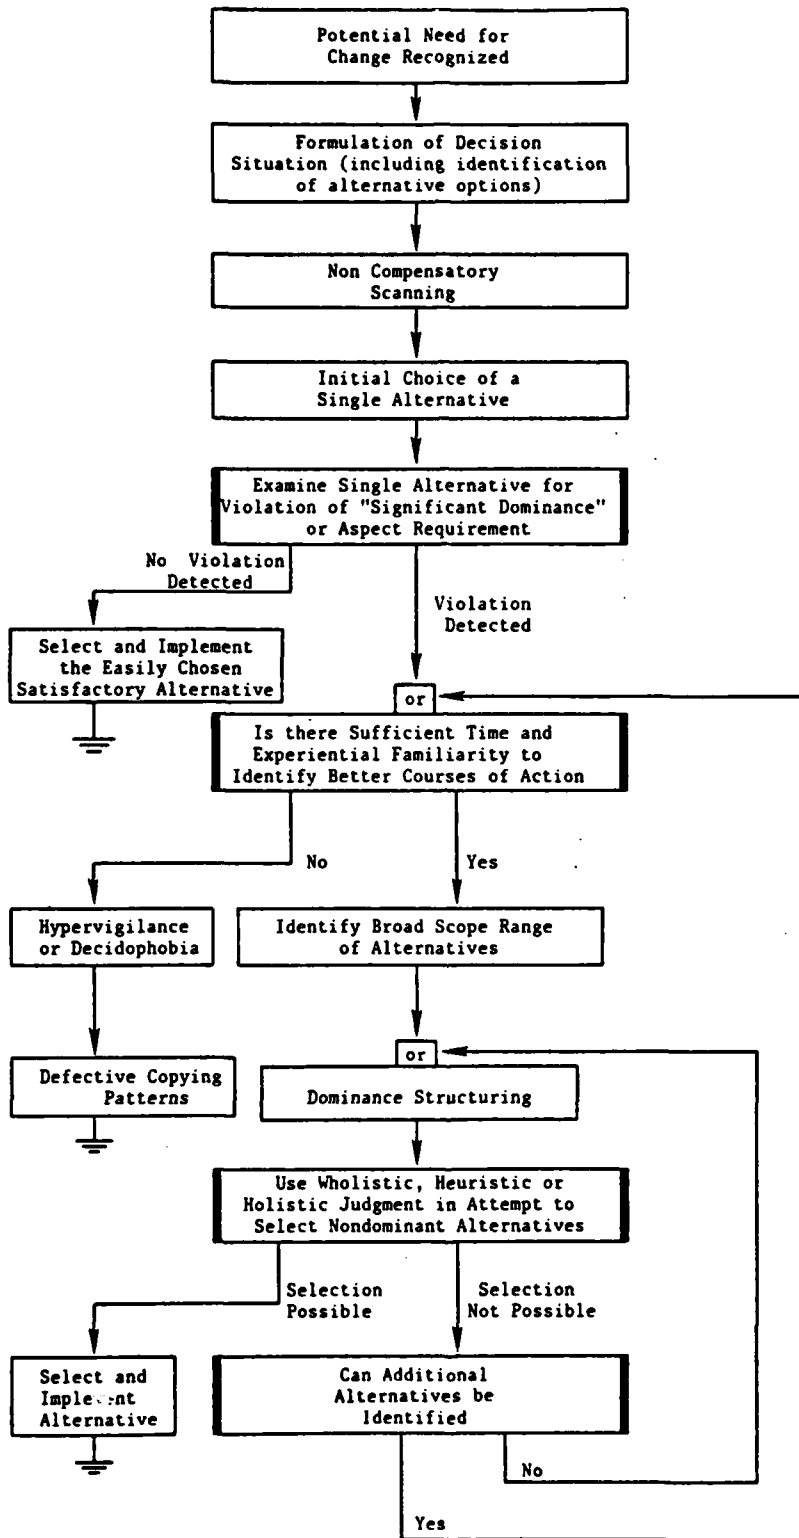 Potential Need for
Change Recognized
Formulation of Decision
Situation (including identification
of alternative options)
Non Compensatory
Scanning
Initial Choice of a
Single Alternative
Examine Single Alternative for
Violation of "Significant Dominance"
or Aspect Requirement
No Violation
Detected
Violation
Detected
Select and Implement
the Easily Chosen
Satisfactory Alternative
or
Is there Sufficient Time and
Experiential Familiarity to
Identify Better Courses of Action
No
Yes
Hypervigilance
or Decidophobia
Identify Broad Scope Range
of Alternatives
or
Defective Copying
Patterns
Dominance Structuring
Use Wholistic, Heuristic or
Holistic Judgment in Attempt to
Select Nondominant Alternatives
Selection
Possible
Selection
Not Possible
Select and
Implement
Alternative
Can Additional
Alternatives be
Identified
No
Yes